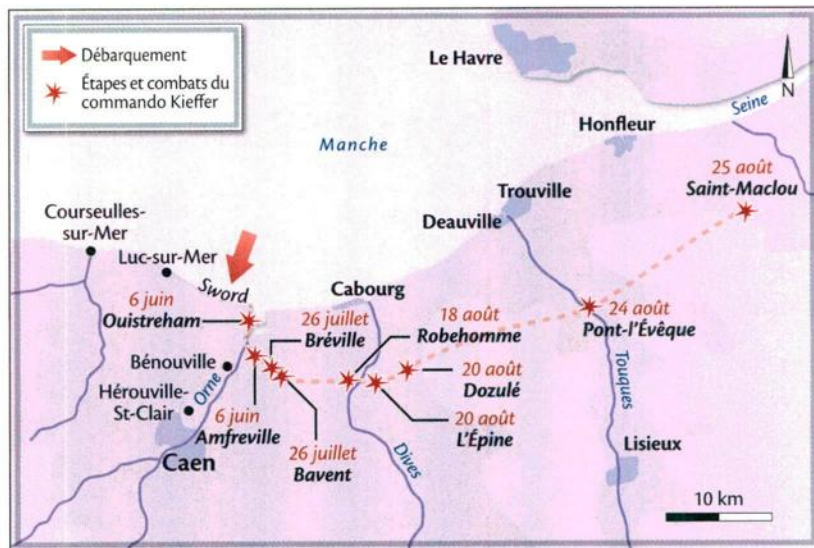 Débarquement
Étapes et combats du
commando Kieffer
Le Havre
N
Seine
Manche
Honfleur
25 août
Saint-Maclou
Trouville
Deauville
Courseulles-
sur-Mer
Luc-sur-Mer
Sword
Cabourg
6 juin
Ouistreham
26 juillet
Bréville
18 août
Robehomme
24 août
Pont-l'Évêque
Bénouville
Orne
20 août
Dozulé
Touques
Hérouville-
St-Clair
6 juin
Amfreville
26 juillet
Bavent
20 août
L'Épine
Caen
Dives
Lisieux
10 km